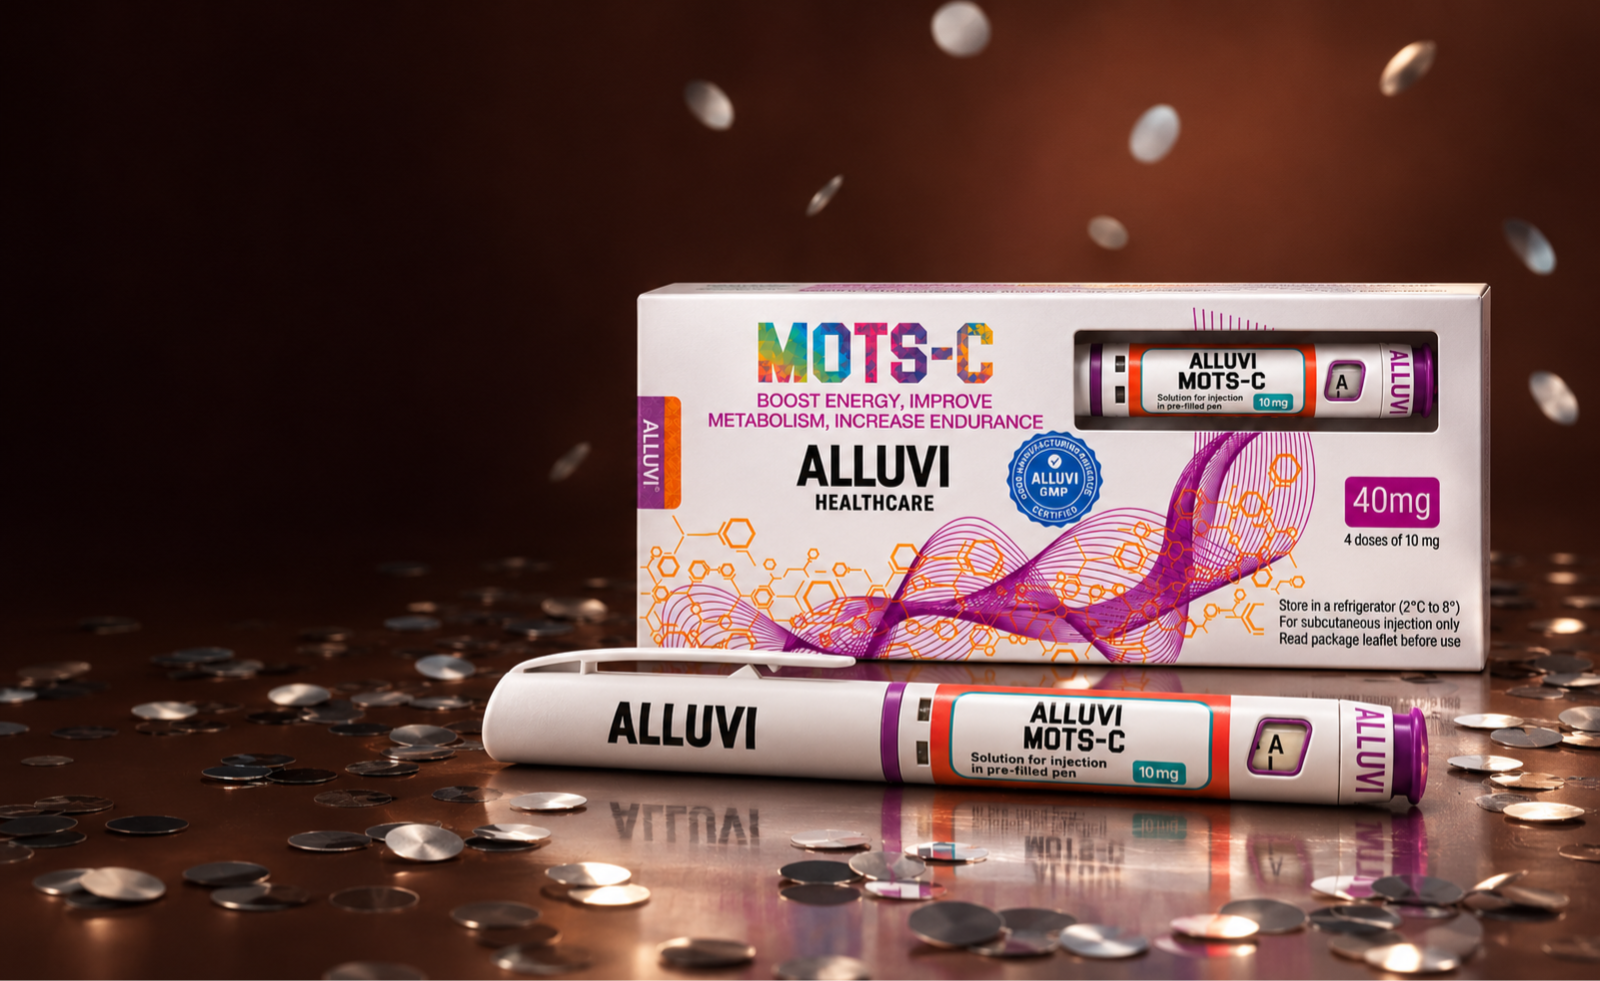 MOTS-C
BOOST ENERGY, IMPROVE
METABOLISM, INCREASE ENDURANCE
ALLUVI
HEALTHCARE
ALLUVI®
GOOD MANUFACTURING PRACTICES
ALLUVI
GMP
CERTIFIED
ALLUVI
MOTS-C
Solution for injection
in pre-filled pen
10 mg
A
ALLUVI
40mg
4 doses of 10 mg
Store in a refrigerator (2°C to 8°)
For subcutaneous injection only
Read package leaflet before use
ALLUVI
ALLUVI
MOTS-C
Solution for injection
in pre-filled pen
10 mg
A
ALLUVI